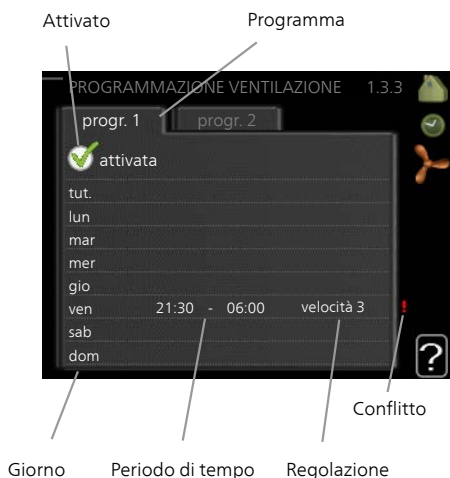 Attivato Programma
PROGRAMMAZIONE VENTILAZIONE 1.3.3
progr. 1 progr. 2
attivata
tut.
lun
mar
mer
gio
ven 21:30 - 06:00 velocità 3 !
sab
dom
?
Conflitto
Giorno Periodo di tempo Regolazione